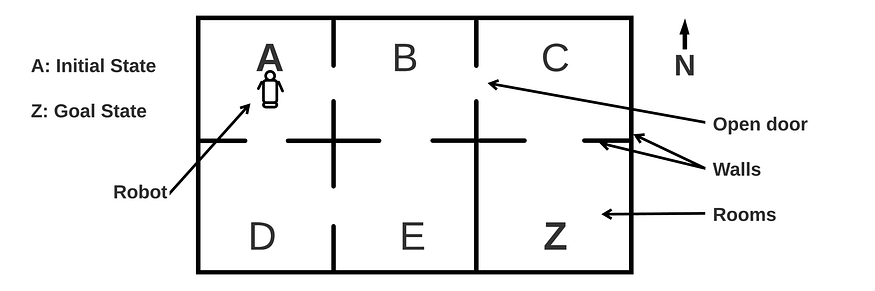 A: Initial State
Z: Goal State
Robot
A
B
C
D
E
Z
N
Open door
Walls
Rooms